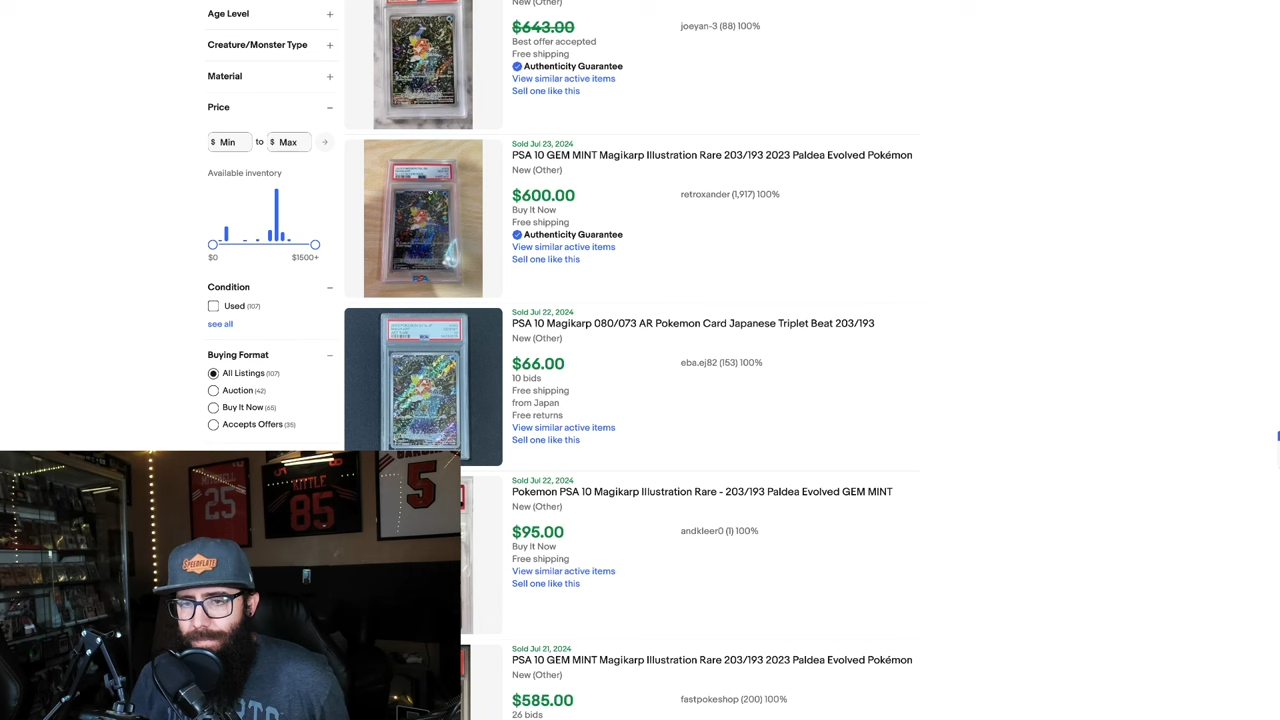 Age Level
Creature/Monster Type
Material
Price
$ Min to $ Max
Available inventory
$0 $1500+
Condition
Used (107)
see all
Buying Format
All Listings (107)
Auction (42)
Buy It Now (65)
Accepts Offers (35)
New (Other)
$643.00 joeyan-3 (88) 100%
Best offer accepted
Free shipping
Authenticity Guarantee
View similar active items
Sell one like this
Sold Jul 23, 2024
PSA 10 GEM MINT Magikarp Illustration Rare 203/193 2023 Paldea Evolved Pokémon
New (Other)
$600.00 retroxander (1,917) 100%
Buy It Now
Free shipping
Authenticity Guarantee
View similar active items
Sell one like this
Sold Jul 22, 2024
PSA 10 Magikarp 080/073 AR Pokemon Card Japanese Triplet Beat 203/193
New (Other)
$66.00 eba.ej82 (153) 100%
10 bids
Free shipping
from Japan
Free returns
View similar active items
Sell one like this
Sold Jul 22, 2024
Pokemon PSA 10 Magikarp Illustration Rare - 203/193 Paldea Evolved GEM MINT
New (Other)
$95.00 andkleer0 (1) 100%
Buy It Now
Free shipping
View similar active items
Sell one like this
Sold Jul 21, 2024
PSA 10 GEM MINT Magikarp Illustration Rare 203/193 2023 Paldea Evolved Pokémon
New (Other)
$585.00 fastpokeshop (200) 100%
26 bids
MITCHELL
25
KITTLE
85
5
SPEEDFLATE